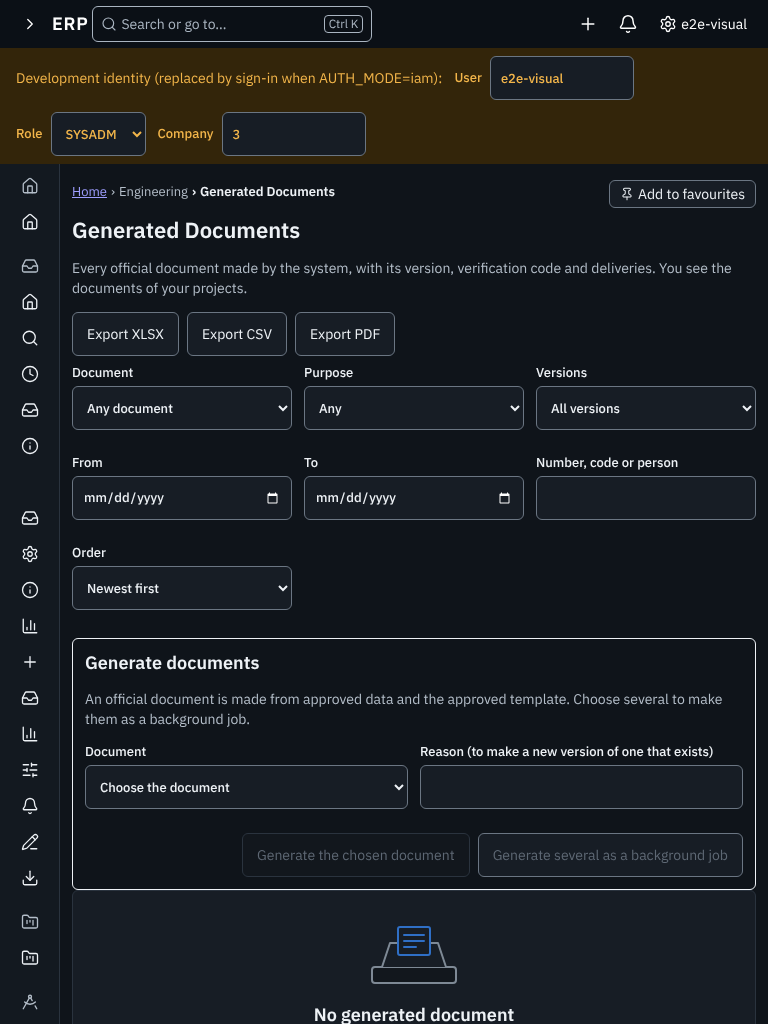 ERP
Search or go to...
Ctrl K
e2e-visual
Development identity (replaced by sign-in when AUTH_MODE=iam):
User
e2e-visual
Role
SYSADM
Company
3
Home › Engineering › Generated Documents
Add to favourites
Generated Documents
Every official document made by the system, with its version, verification code and deliveries. You see the
documents of your projects.
Export XLSX
Export CSV
Export PDF
Document
Purpose
Versions
Any document
Any
All versions
From
To
Number, code or person
mm/dd/yyyy
mm/dd/yyyy
Order
Newest first
Generate documents
An official document is made from approved data and the approved template. Choose several to make
them as a background job.
Document
Reason (to make a new version of one that exists)
Choose the document
Generate the chosen document
Generate several as a background job
No generated document